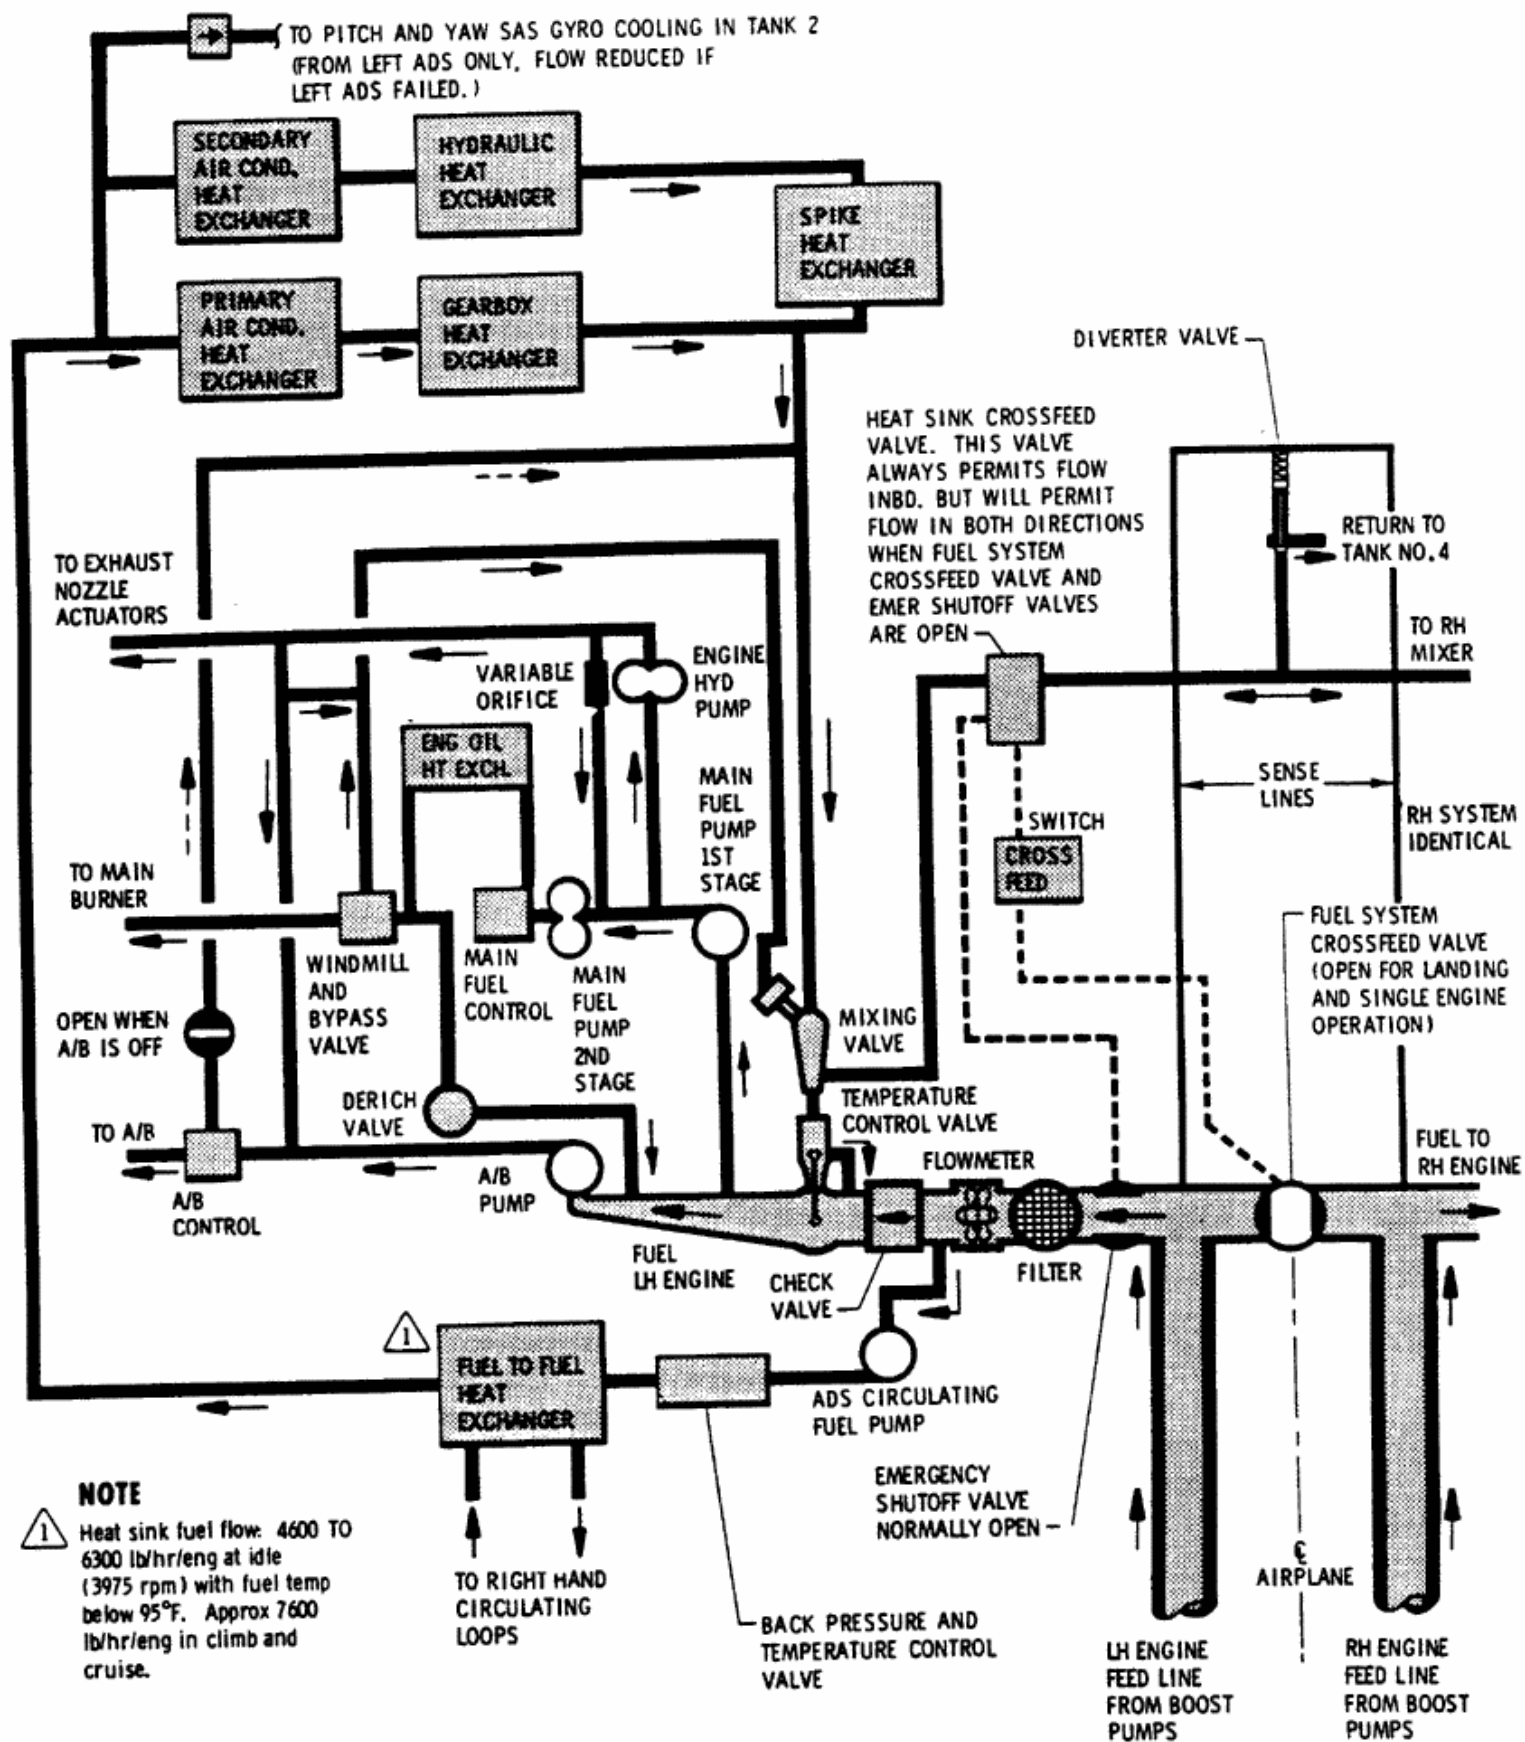 TO PITCH AND YAW SAS GYRO COOLING IN TANK 2
(FROM LEFT ADS ONLY, FLOW REDUCED IF
LEFT ADS FAILED.)
SECONDARY
AIR COND.
HEAT
EXCHANGER
HYDRAULIC
HEAT
EXCHANGER
SPIKE
HEAT
EXCHANGER
PRIMARY
AIR COND.
HEAT
EXCHANGER
GEARBOX
HEAT
EXCHANGER
DIVERTER VALVE
HEAT SINK CROSSFEED
VALVE. THIS VALVE
ALWAYS PERMITS FLOW
INBD. BUT WILL PERMIT
FLOW IN BOTH DIRECTIONS
WHEN FUEL SYSTEM
CROSSFEED VALVE AND
EMER SHUTOFF VALVES
ARE OPEN
RETURN TO
TANK NO. 4
TO EXHAUST
NOZZLE
ACTUATORS
TO RH
MIXER
VARIABLE
ORIFICE
ENGINE
HYD
PUMP
ENG OIL
HT EXCH.
MAIN
FUEL
PUMP
1ST
STAGE
SENSE
LINES
RH SYSTEM
IDENTICAL
SWITCH
CROSS
FEED
TO MAIN
BURNER
WINDMILL
AND
BYPASS
VALVE
MAIN
FUEL
CONTROL
MAIN
FUEL
PUMP
2ND
STAGE
FUEL SYSTEM
CROSSFEED VALVE
(OPEN FOR LANDING
AND SINGLE ENGINE
OPERATION)
OPEN WHEN
A/B IS OFF
MIXING
VALVE
DERICH
VALVE
TEMPERATURE
CONTROL VALVE
TO A/B
A/B
CONTROL
A/B
PUMP
FLOWMETER
FUEL TO
RH ENGINE
FUEL
LH ENGINE
CHECK
VALVE
FILTER
1
FUEL TO FUEL
HEAT
EXCHANGER
ADS CIRCULATING
FUEL PUMP
EMERGENCY
SHUTOFF VALVE
NORMALLY OPEN
NOTE
1
Heat sink fuel flow: 4600 TO
6300 lb/hr/eng at idle
(3975 rpm) with fuel temp
below 95°F. Approx 7600
lb/hr/eng in climb and
cruise.
TO RIGHT HAND
CIRCULATING
LOOPS
BACK PRESSURE AND
TEMPERATURE CONTROL
VALVE
℄
AIRPLANE
LH ENGINE
FEED LINE
FROM BOOST
PUMPS
RH ENGINE
FEED LINE
FROM BOOST
PUMPS